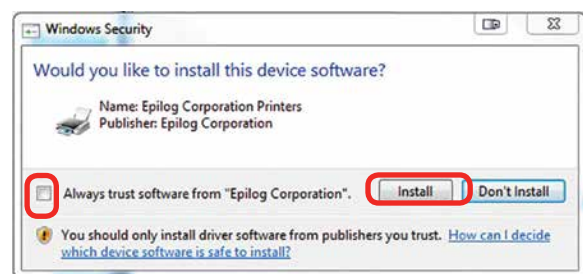 Windows Security
Would you like to install this device software?
Name: Epilog Corporation Printers
Publisher: Epilog Corporation
Always trust software from "Epilog Corporation".
Install
Don't Install
You should only install driver software from publishers you trust. How can I decide
which device software is safe to install?